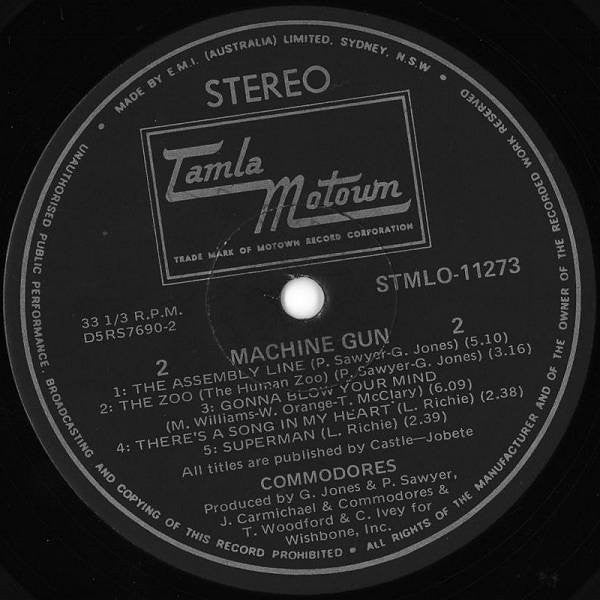 MADE BY E.M.I. (AUSTRALIA) LIMITED, SYDNEY, N.S.W
STEREO
Tamla
Motown
TRADE MARK OF MOTOWN RECORD CORPORATION
STMLO-11273
33 1/3 R.P.M.
D5RS7690-2
2
2
MACHINE GUN
1: THE ASSEMBLY LINE (P. Sawyer-G. Jones) (5.10)
2: THE ZOO (The Human Zoo) (P. Sawyer-G. Jones) (3.16)
3: GONNA BLOW YOUR MIND
(M. Williams-W. Orange-T. McClary) (6.09)
4: THERE'S A SONG IN MY HEART (L. Richie) (2.38)
5: SUPERMAN (L. Richie) (2.39)
All titles are published by Castle—Jobete
COMMODORES
Produced by G. Jones & P. Sawyer,
J. Carmichael & Commodores &
T. Woodford & C. Ivey for
Wishbone, Inc.
UNAUTHORISED PUBLIC PERFORMANCE, BROADCASTING AND COPYING OF THIS RECORD PROHIBITED • ALL RIGHTS OF THE MANUFACTURER AND OF THE OWNER OF THE RECORDED WORK RESERVED